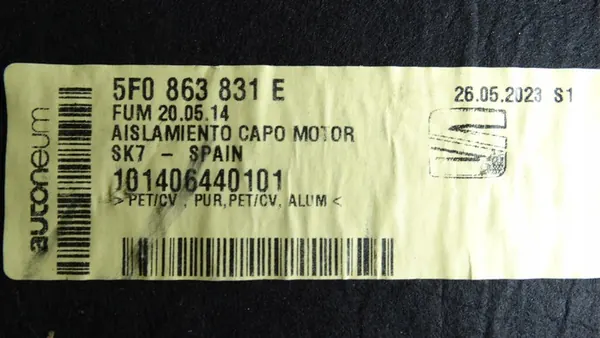 autoneum
5F0 863 831 E
26.05.2023 S1
FUM 20.05.14
AISLAMIENTO CAPO MOTOR
SK7 - SPAIN
101406440101
>PET/CV , PUR,PET/CV, ALUM<